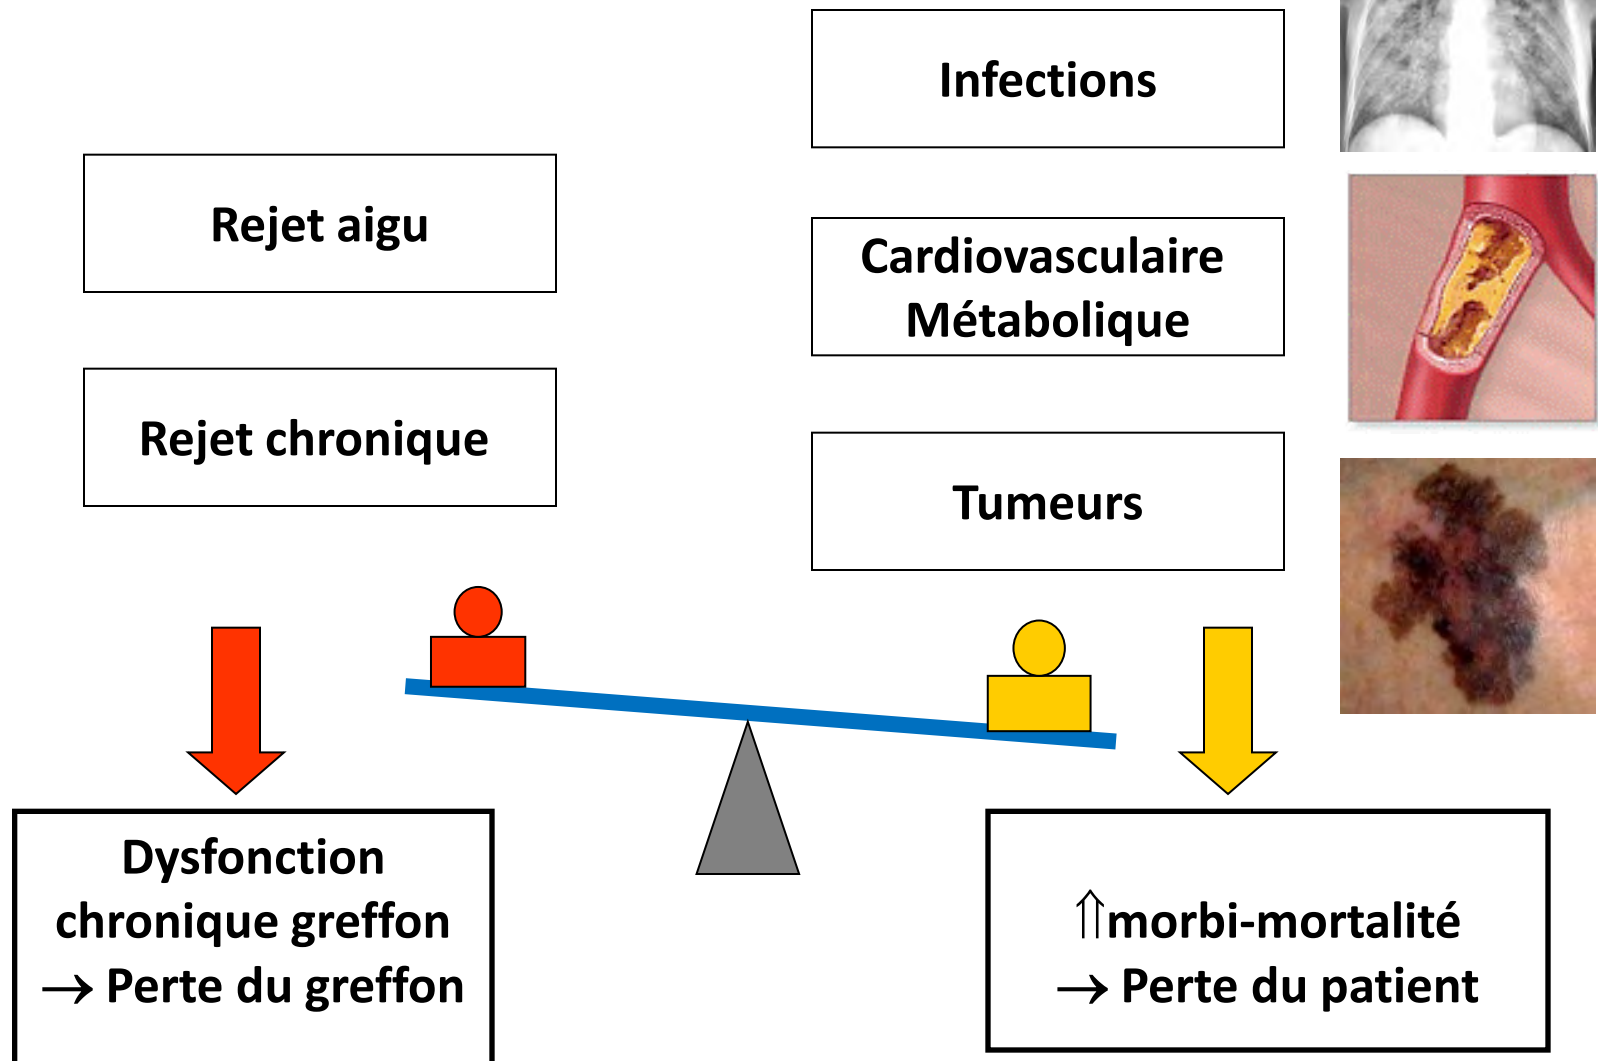 Infections
Rejet aigu
Cardiovasculaire
Métabolique
Rejet chronique
Tumeurs
Dysfonction
chronique greffon
→ Perte du greffon
⇑morbi-mortalité
→ Perte du patient